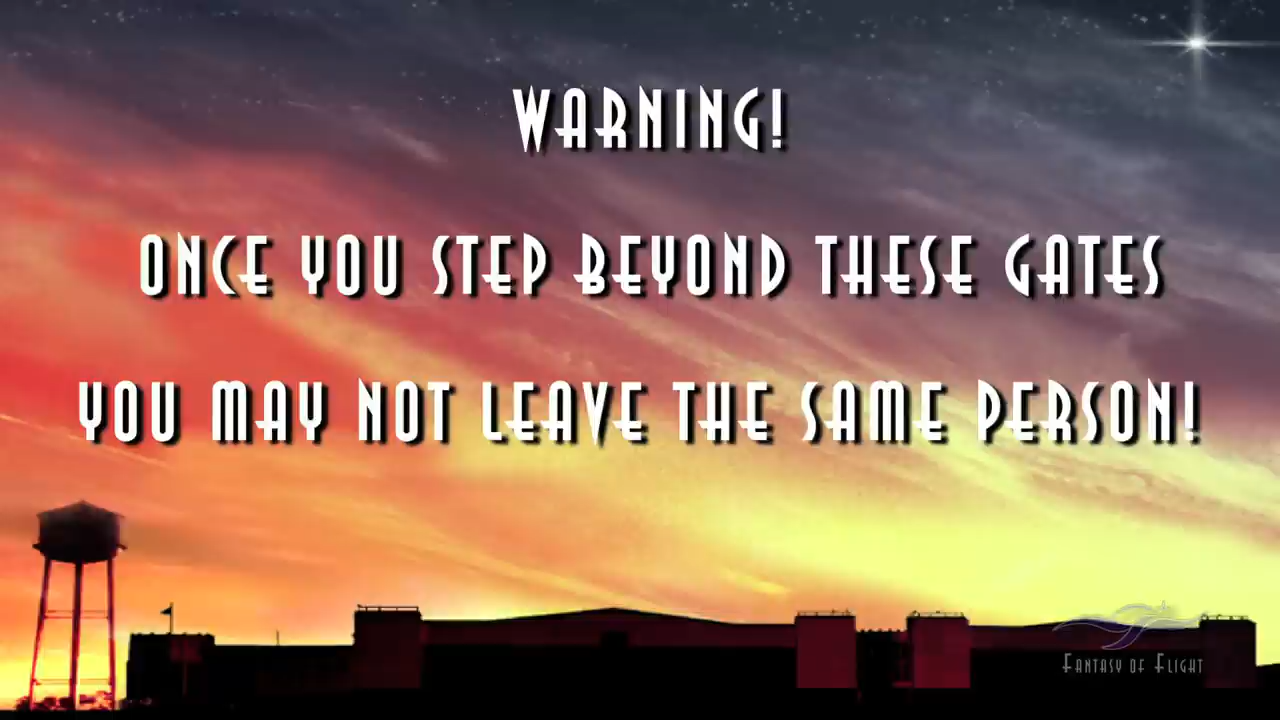 WARNING!
ONCE YOU STEP BEYOND THESE GATES
YOU MAY NOT LEAVE THE SAME PERSON!
FANTASY OF FLIGHT